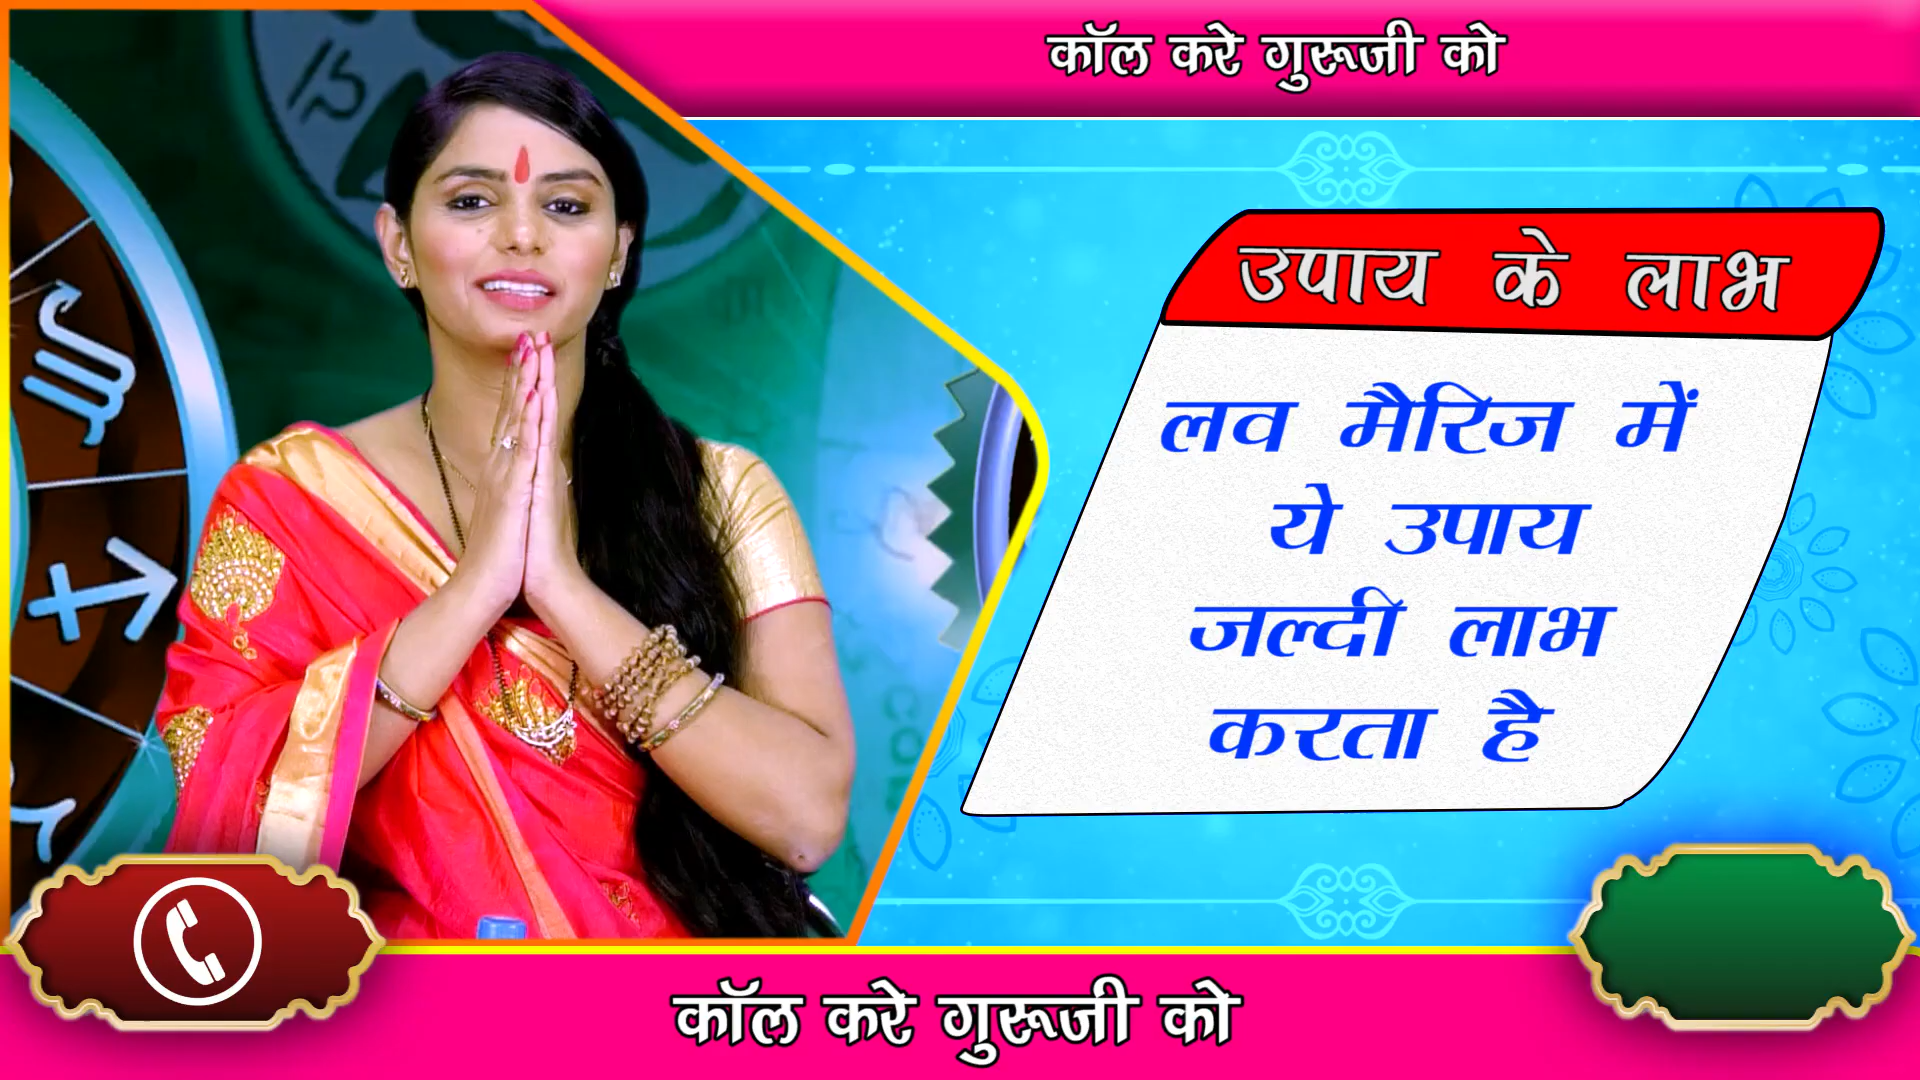 कॉल करे गुरूजी को
उपाय के लाभ
लव मैरिज में
ये उपाय
जल्दी लाभ
करता है
कॉल करे गुरूजी को